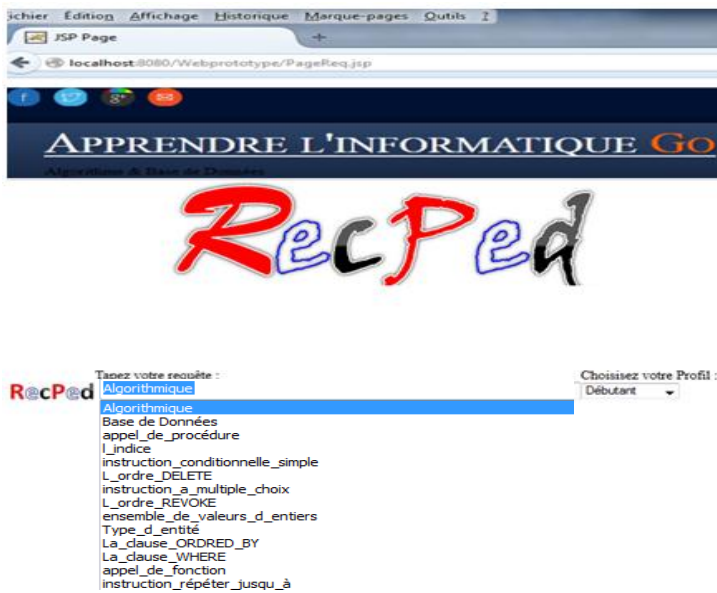 ichier Édition Affichage Historique Marque-pages Outils ?
JSP Page
localhost:8080/Webprototype/PageReq.jsp
APPRENDRE L'INFORMATIQUE GO
Algorithme & Base de Données
RecPed
Tapez votre requête :
Choisisez votre Profil :
RecPed
Algorithmique
Débutant
Algorithmique
Base de Données
appel_de_procédure
l_indice
instruction_conditionnelle_simple
L_ordre_DELETE
instruction_a_multiple_choix
L_ordre_REVOKE
ensemble_de_valeurs_d_entiers
Type_d_entité
La_clause_ORDRED_BY
La_clause_WHERE
appel_de_fonction
instruction_répéter_jusqu_à